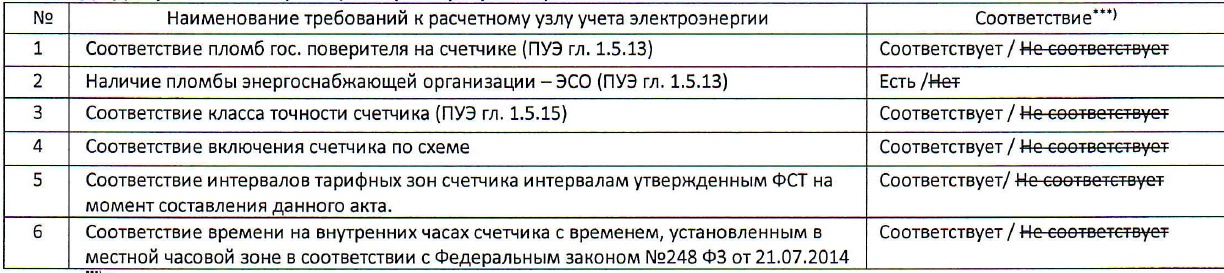 № Наименование требований к расчетному узлу учета электроэнергии Соответствие***)
1 Соответствие пломб гос. поверителя на счетчике (ПУЭ гл. 1.5.13) Соответствует / Не соответствует
2 Наличие пломбы энергоснабжающей организации – ЭСО (ПУЭ гл. 1.5.13) Есть /Нет
3 Соответствие класса точности счетчика (ПУЭ гл. 1.5.15) Соответствует / Не соответствует
4 Соответствие включения счетчика по схеме Соответствует / Не соответствует
5 Соответствие интервалов тарифных зон счетчика интервалам утвержденным ФСТ на Соответствует/ Не соответствует
момент составления данного акта.
6 Соответствие времени на внутренних часах счетчика с временем, установленным в Соответствует / Не соответствует
местной часовой зоне в соответствии с Федеральным законом №248 ФЗ от 21.07.2014